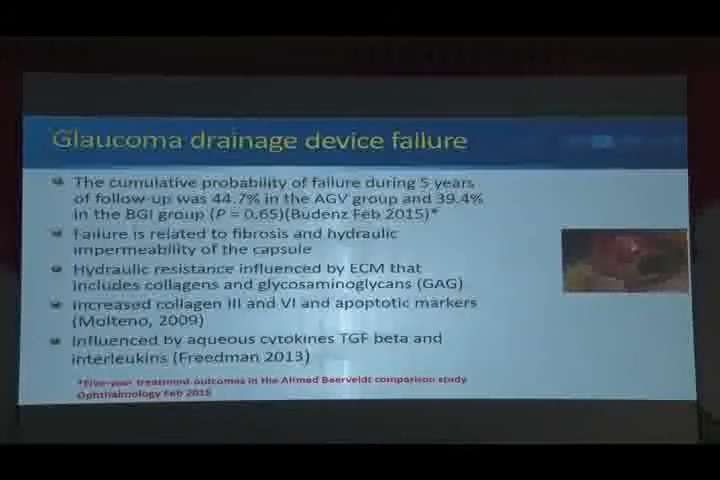 Glaucoma drainage device failure
The cumulative probability of failure during 5 years
of follow-up was 44.7% in the AGV group and 39.4%
in the BGI group (P = 0.65)(Budenz Feb 2015)*
Failure is related to fibrosis and hydraulic
impermeability of the capsule
Hydraulic resistance influenced by ECM that
includes collagens and glycosaminoglycans (GAG)
Increased collagen III and VI and apoptotic markers
(Molteno, 2009)
Influenced by aqueous cytokines TGF beta and
interleukins (Freedman 2013)
*Five-year treatment outcomes in the Ahmed Baerveldt comparison study
Ophthalmology Feb 2015